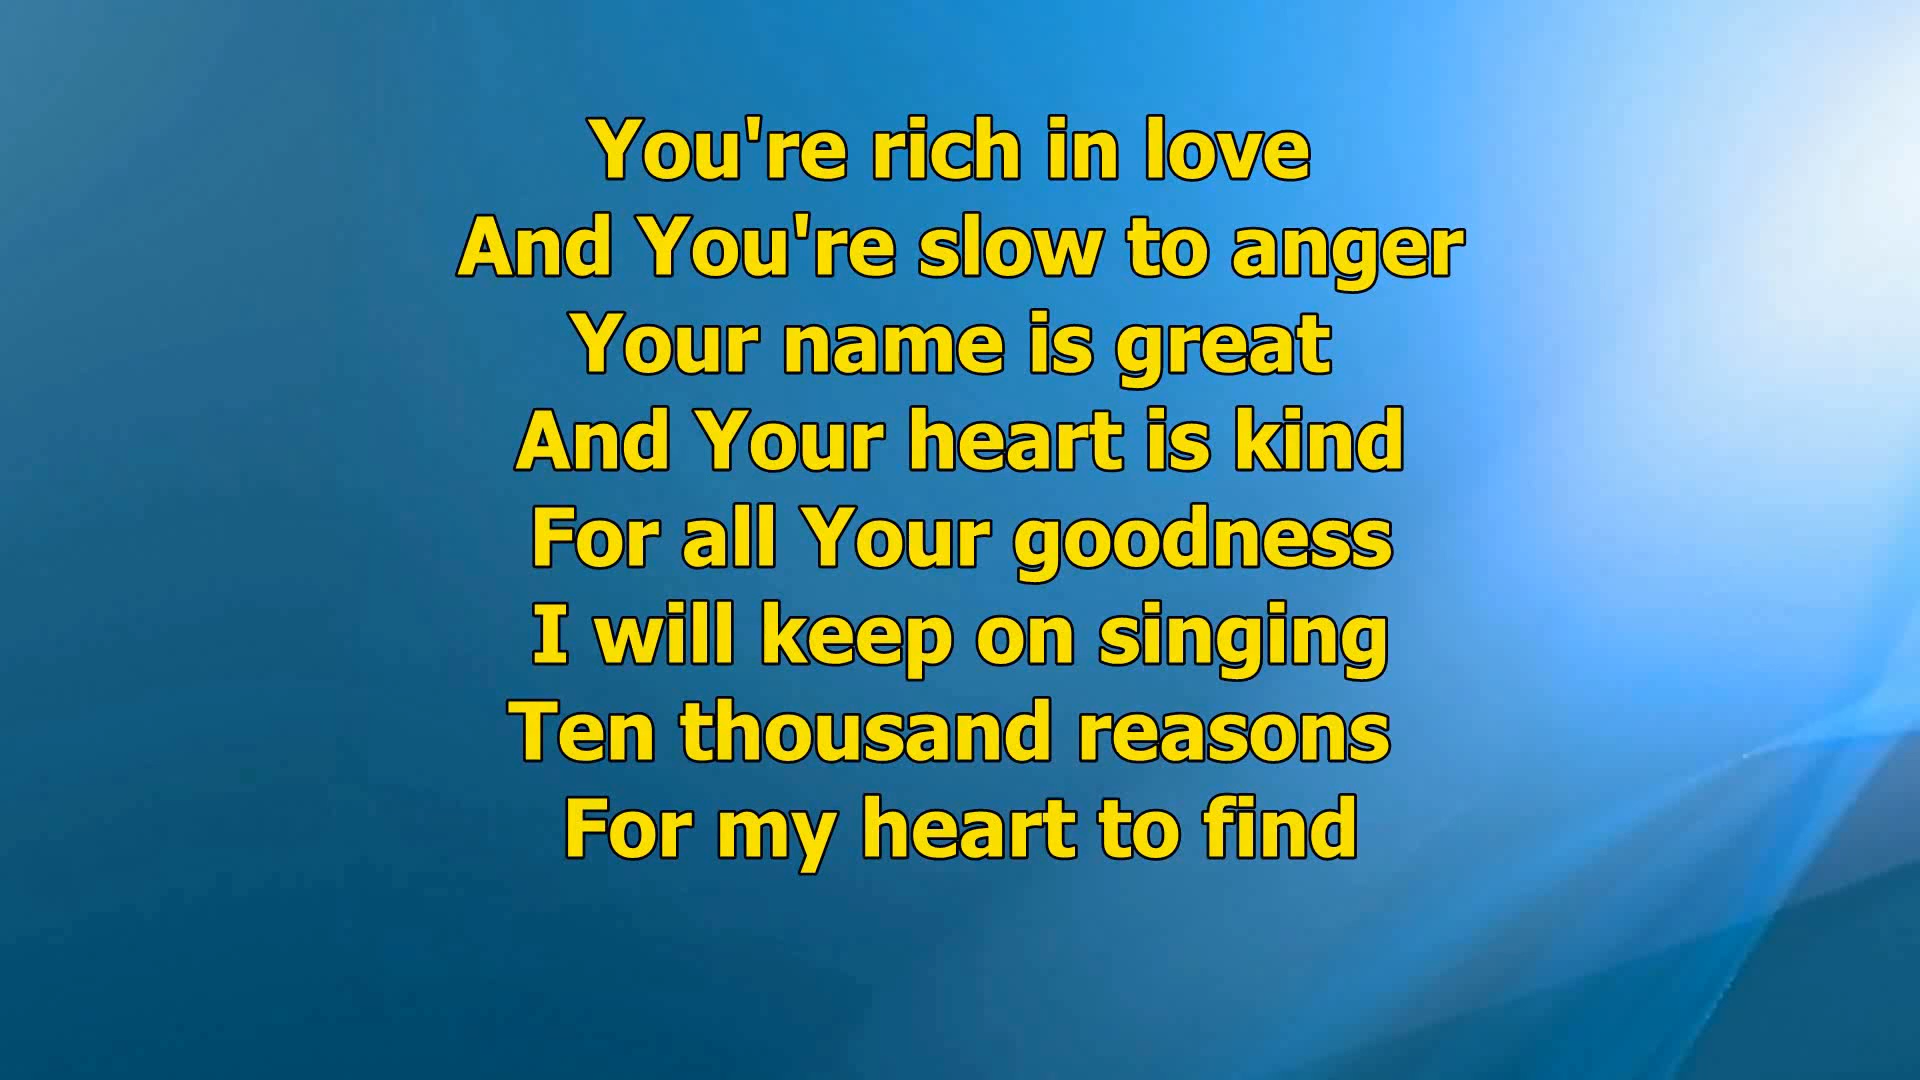 You're rich in love
And You're slow to anger
Your name is great
And Your heart is kind
For all Your goodness
I will keep on singing
Ten thousand reasons
For my heart to find